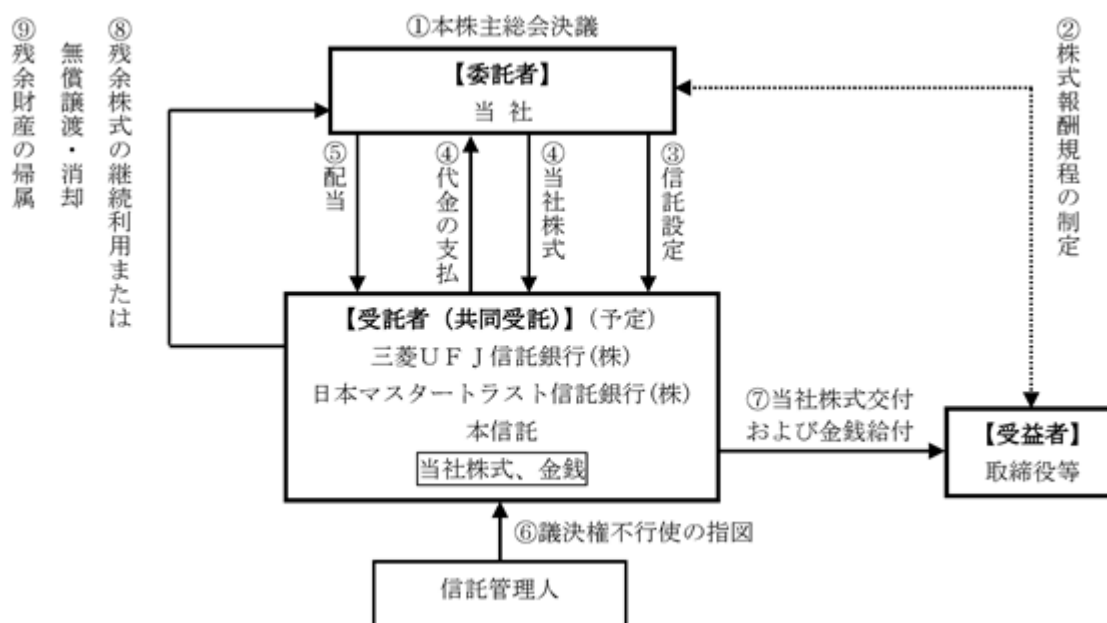 ①本株主総会決議
【委託者】
当 社
②株式報酬規程の制定
③信託設定
④当社株式
④代金の支払
⑤配当
⑧残余株式の継続利用または
無償譲渡・消却
⑨残余財産の帰属
【受託者（共同受託）】（予定）
三菱ＵＦＪ信託銀行(株)
日本マスタートラスト信託銀行(株)
本信託
当社株式、金銭
⑦当社株式交付
および金銭給付
【受益者】
取締役等
⑥議決権不行使の指図
信託管理人